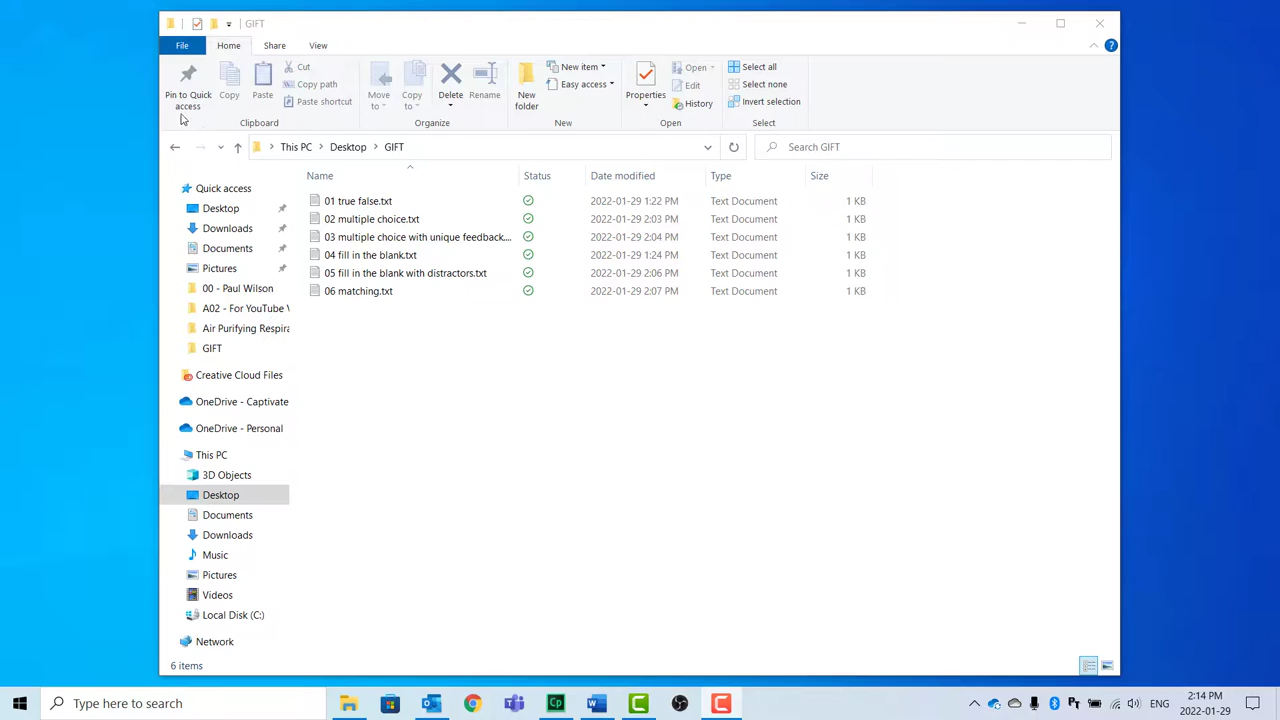 GIFT
File Home Share View
Pin to Quick access
Copy
Paste
Cut
Copy path
Paste shortcut
Clipboard
Move to
Copy to
Delete
Rename
Organize
New folder
New item
Easy access
New
Properties
Open
Edit
History
Open
Select all
Select none
Invert selection
Select
This PC Desktop GIFT
Search GIFT
Name Status Date modified Type Size
01 true false.txt 2022-01-29 1:22 PM Text Document 1 KB
02 multiple choice.txt 2022-01-29 2:03 PM Text Document 1 KB
03 multiple choice with unique feedback.... 2022-01-29 2:04 PM Text Document 1 KB
04 fill in the blank.txt 2022-01-29 1:24 PM Text Document 1 KB
05 fill in the blank with distractors.txt 2022-01-29 2:06 PM Text Document 1 KB
06 matching.txt 2022-01-29 2:07 PM Text Document 1 KB
Quick access
Desktop
Downloads
Documents
Pictures
00 - Paul Wilson
A02 - For YouTube
Air Purifying Respira
GIFT
Creative Cloud Files
OneDrive - Captivate
OneDrive - Personal
This PC
3D Objects
Desktop
Documents
Downloads
Music
Pictures
Videos
Local Disk (C:)
Network
6 items
Type here to search
Cp
ENG
2:14 PM
2022-01-29